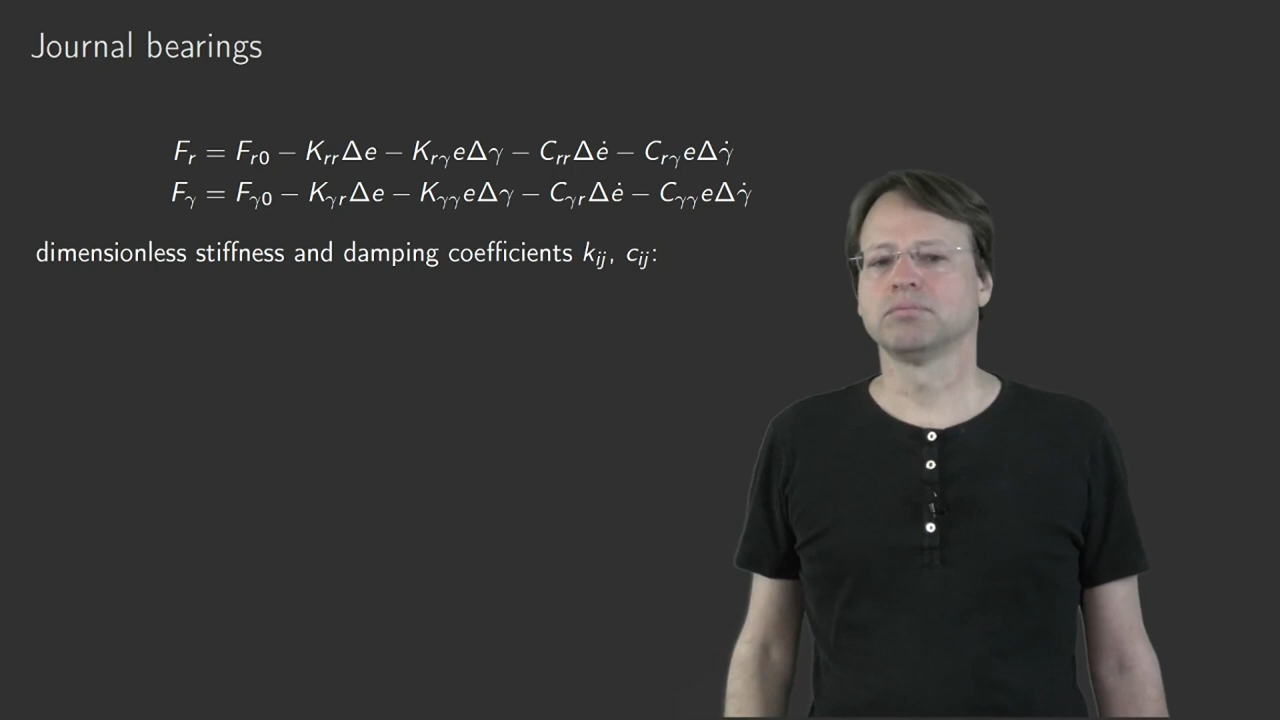 Journal bearings
F_r = F_{r0} − K_{rr}Δe − K_{rγ}eΔγ − C_{rr}Δė − C_{rγ}eΔγ̇
F_γ = F_{γ0} − K_{γr}Δe − K_{γγ}eΔγ − C_{γr}Δė − C_{γγ}eΔγ̇
dimensionless stiffness and damping coefficients k_{ij}, c_{ij}: